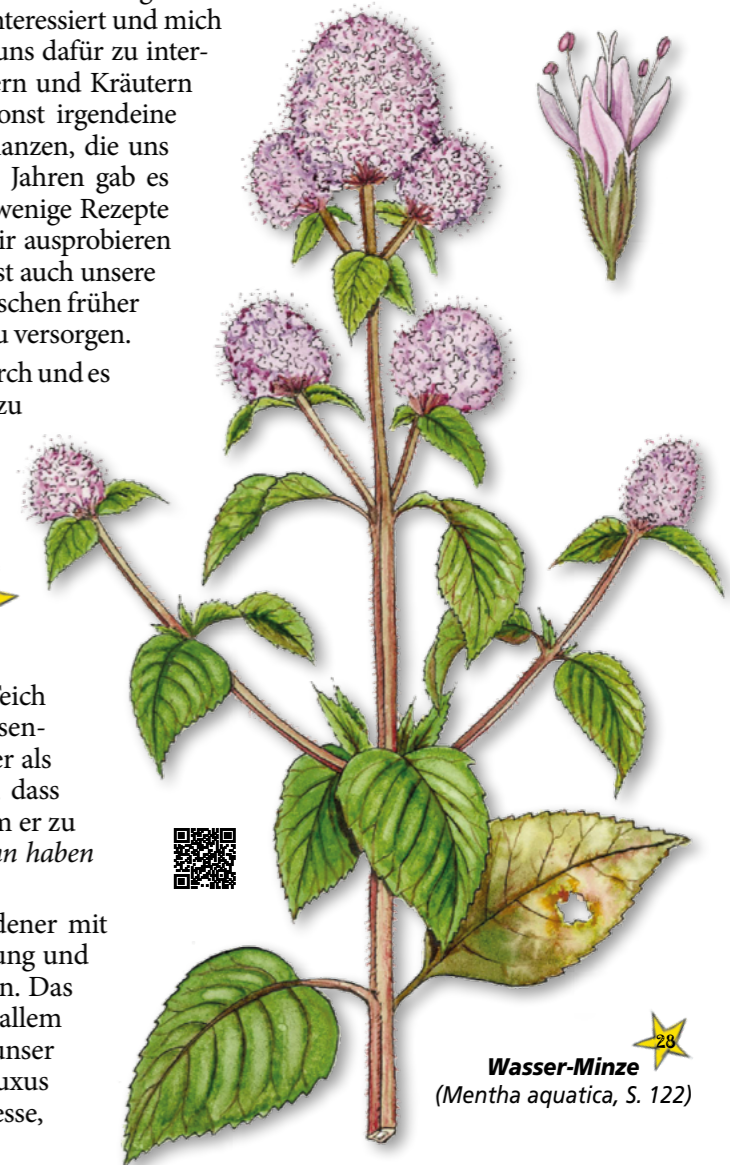 nteressiert und mich
uns dafür zu inter-
ern und Kräutern
onst irgendeine
lanzen, die uns
Jahren gab es
wenige Rezepte
ir ausprobieren
st auch unsere
schen früher
u versorgen.
rch und es
zu
eich
sen-
er als
dass
m er zu
nn haben
dener mit
ung und
n. Das
allem
unser
uxus
esse,
28
Wasser-Minze
(Mentha aquatica, S. 122)